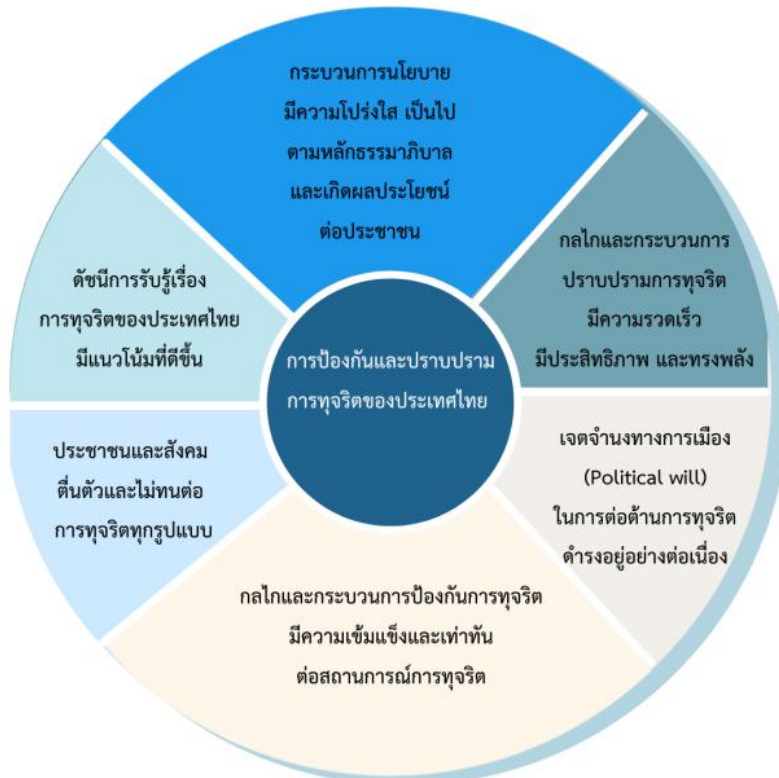 กระบวนการนโยบาย
มีความโปร่งใส เป็นไป
ตามหลักธรรมาภิบาล
และเกิดผลประโยชน์
ต่อประชาชน
กลไกและกระบวนการ
ปราบปรามการทุจริต
มีความรวดเร็ว
มีประสิทธิภาพ และทรงพลัง
เจตจำนงทางการเมือง
(Political will)
ในการต่อต้านการทุจริต
ดำรงอยู่อย่างต่อเนื่อง
กลไกและกระบวนการป้องกันการทุจริต
มีความเข้มแข็งและเท่าทัน
ต่อสถานการณ์การทุจริต
ประชาชนและสังคม
ตื่นตัวและไม่ทนต่อ
การทุจริตทุกรูปแบบ
ดัชนีการรับรู้เรื่อง
การทุจริตของประเทศไทย
มีแนวโน้มที่ดีขึ้น
การป้องกันและปราบปราม
การทุจริตของประเทศไทย